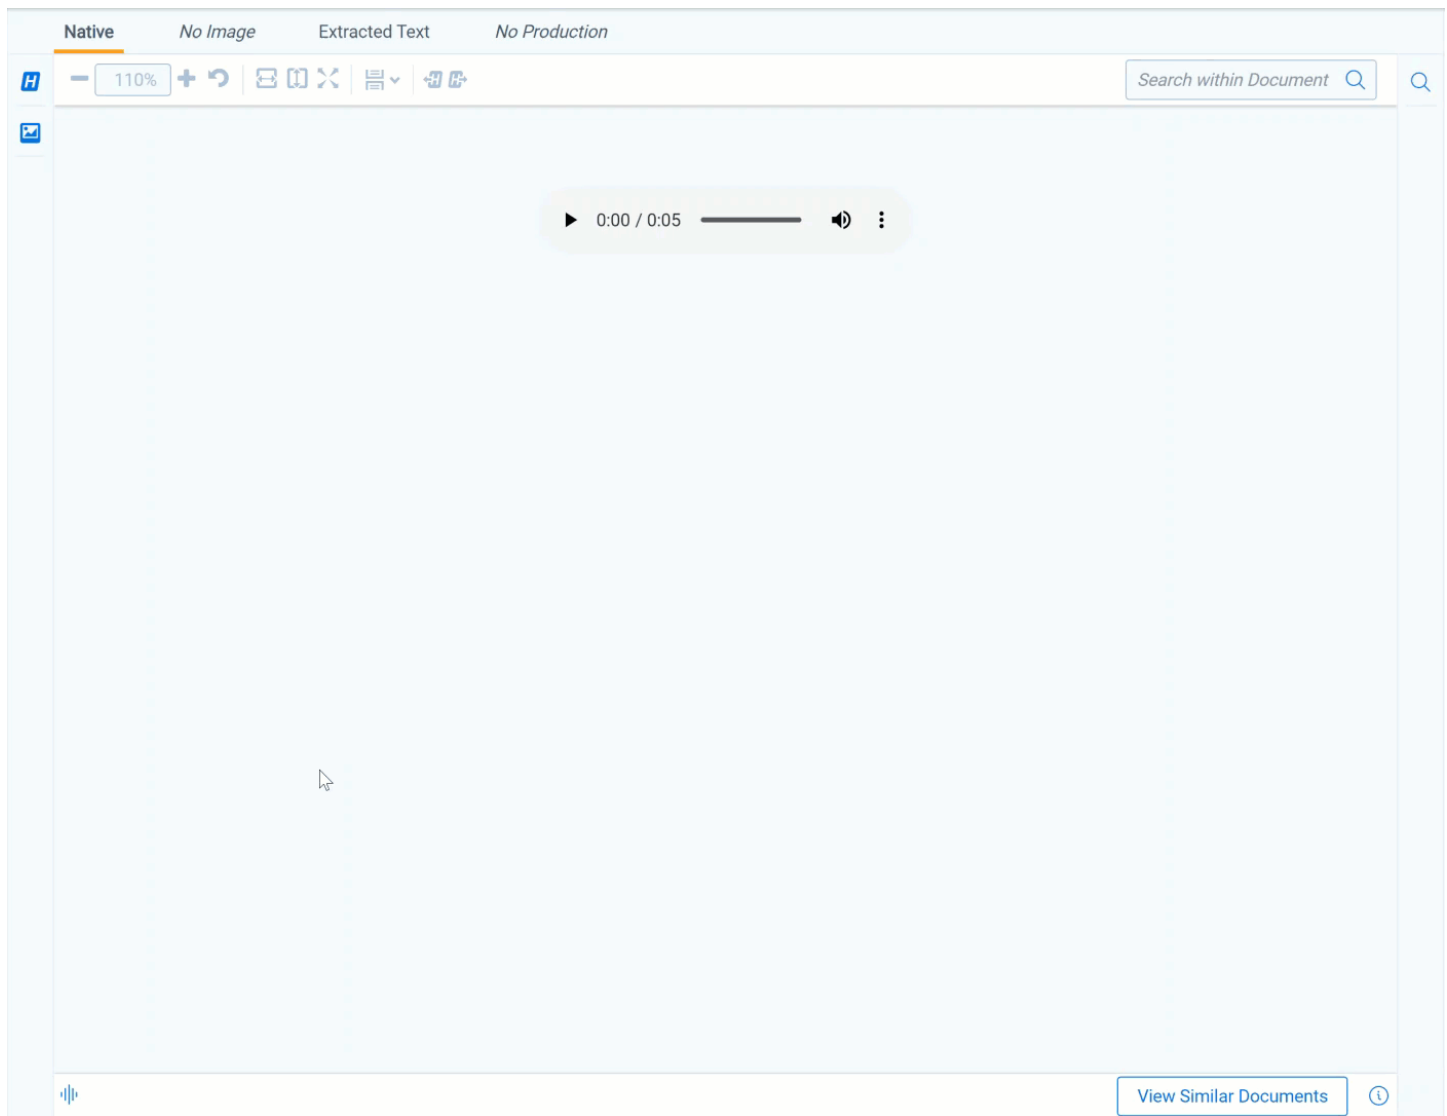 Native No Image Extracted Text No Production
H 110% H H Search within Document
0:00 / 0:05
View Similar Documents i